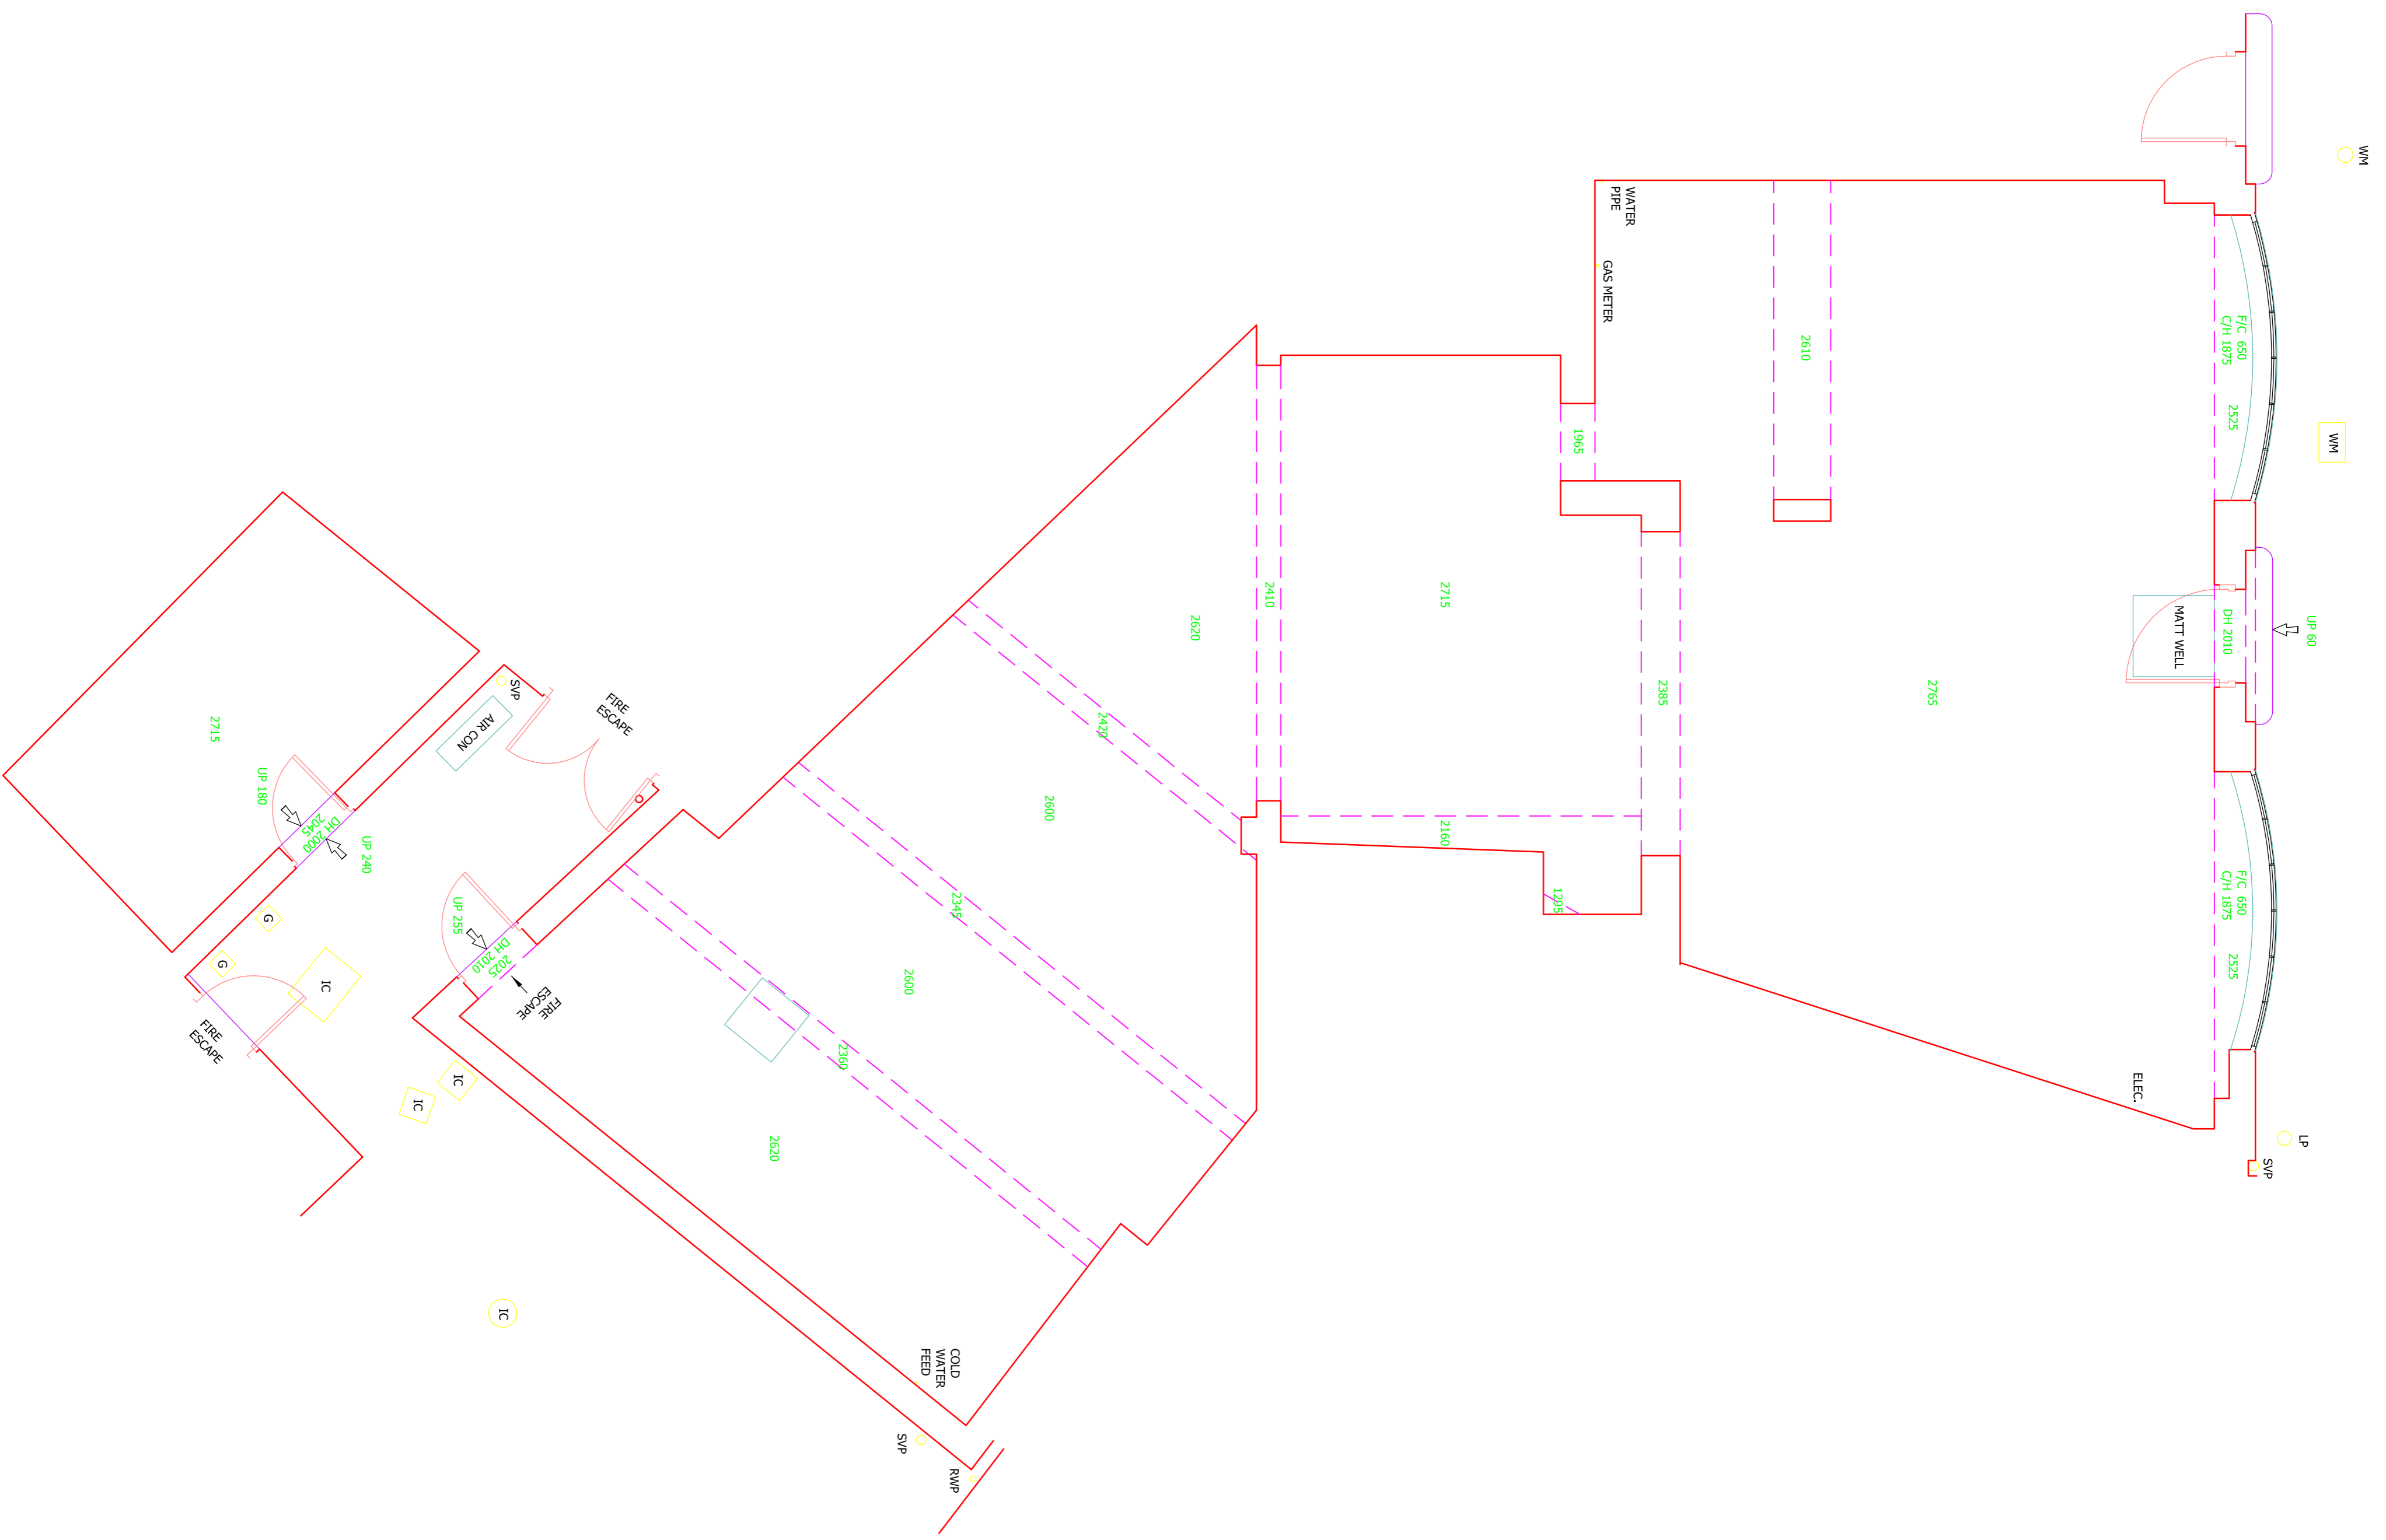 WM
WM
UP 60
LP
SVP
F/C  650
C/H 1875
2525
DH 2010
MATT WELL
F/C  650
C/H 1875
2525
ELEC.
2765
2610
WATER
PIPE
GAS METER
1965
2385
2715
2160
1295
2410
2620
2420
2600
2345
2600
2360
2620
COLD
WATER
FEED
RWP
SVP
FIRE
ESCAPE
SVP
AIR CON
FIRE
ESCAPE
2025
DH 2010
UP 255
IC
IC
IC
UP 240
DH 2000
2045
UP 180
2715
G
G
IC
FIRE
ESCAPE